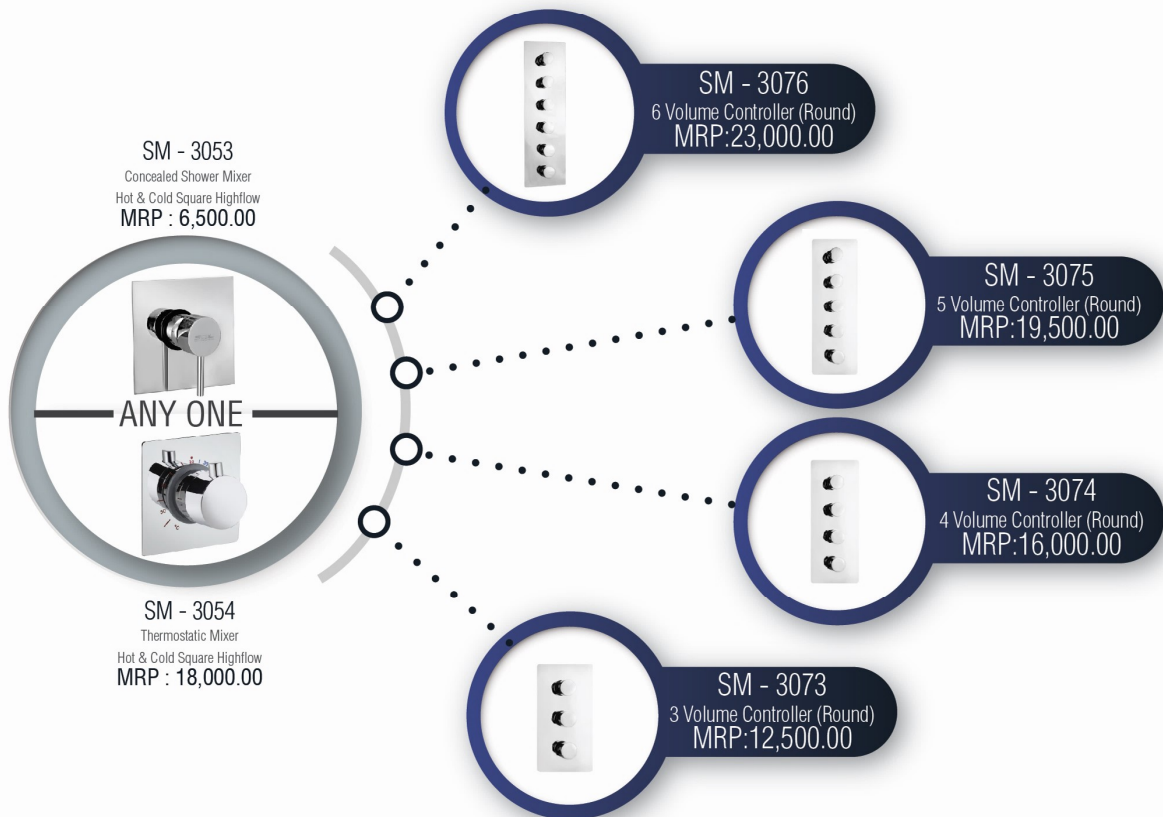 SM - 3053
Concealed Shower Mixer
Hot & Cold Square Highflow
MRP : 6,500.00
ANY ONE
SM - 3054
Thermostatic Mixer
Hot & Cold Square Highflow
MRP : 18,000.00
SM - 3076
6 Volume Controller (Round)
MRP:23,000.00
SM - 3075
5 Volume Controller (Round)
MRP:19,500.00
SM - 3074
4 Volume Controller (Round)
MRP:16,000.00
SM - 3073
3 Volume Controller (Round)
MRP:12,500.00